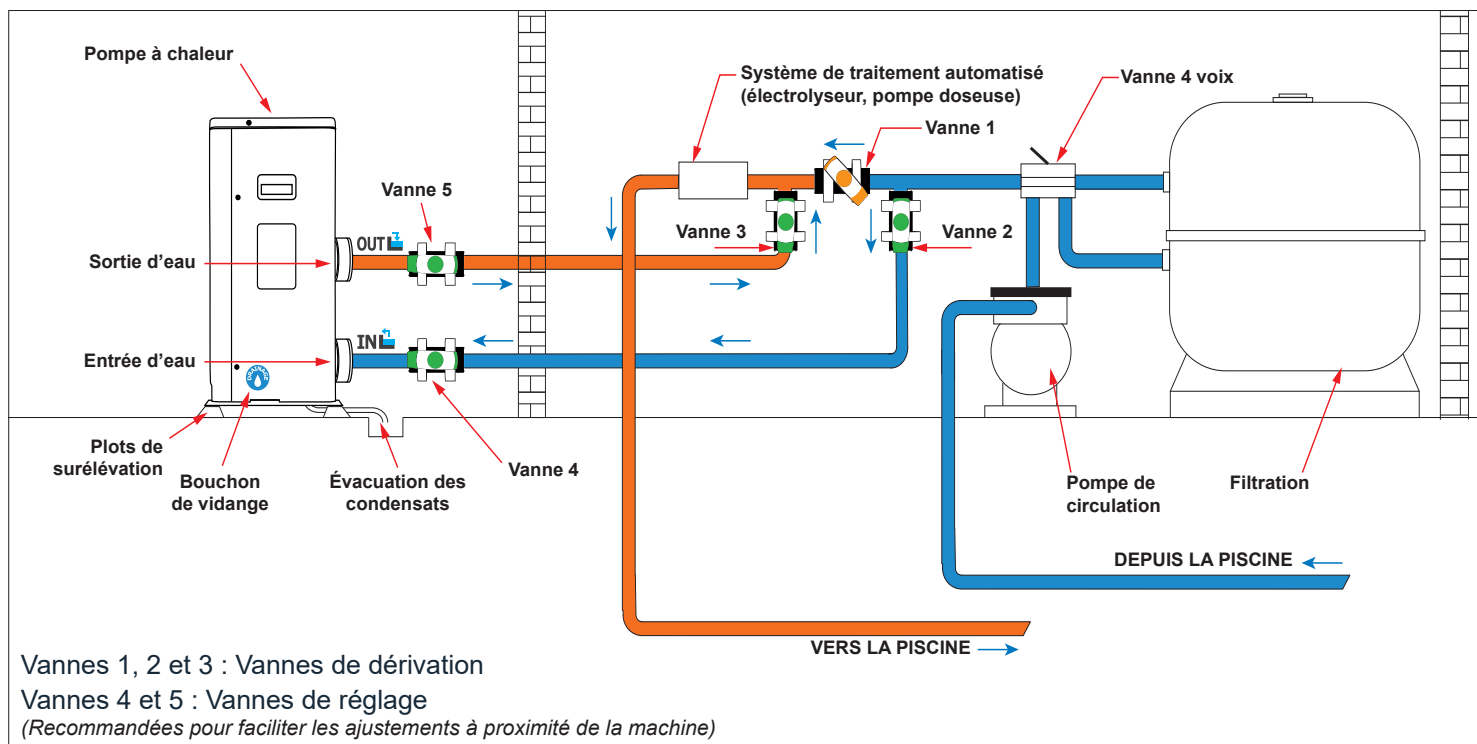 Pompe à chaleur
Système de traitement automatisé
(électrolyseur, pompe doseuse)
Vanne 4 voix
Vanne 1
Vanne 5
Vanne 3
Vanne 2
OUT
Sortie d'eau
IN
Entrée d'eau
Plots de
surélévation
Bouchon
de vidange
Évacuation des
condensats
Vanne 4
Pompe de
circulation
Filtration
DEPUIS LA PISCINE
VERS LA PISCINE
Vannes 1, 2 et 3 : Vannes de dérivation
Vannes 4 et 5 : Vannes de réglage
(Recommandées pour faciliter les ajustements à proximité de la machine)